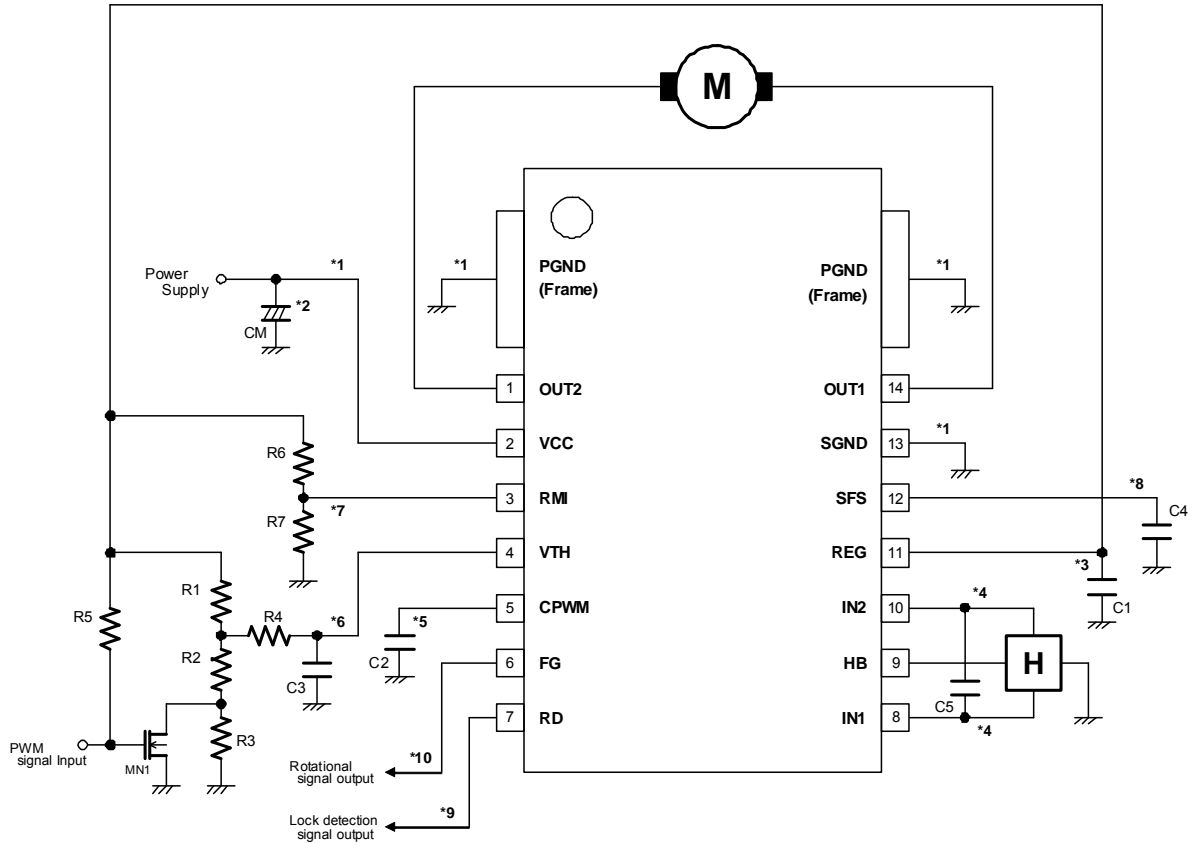 M
*1
PGND
(Frame)
PGND
(Frame)
*1
Power
Supply
*1
*2
CM
1
OUT2
OUT1
14
2
VCC
SGND
13
*1
R6
3
RMI
SFS
12
*8
C4
R7
*7
4
VTH
REG
11
*3
C1
R1
R5
R4
*6
5
CPWM
IN2
10
*4
*5
C2
R2
C3
6
FG
HB
9
H
C5
R3
7
RD
IN1
8
*4
PWM
signal Input
MN1
Rotational
signal output
*10
Lock detection
signal output
*9